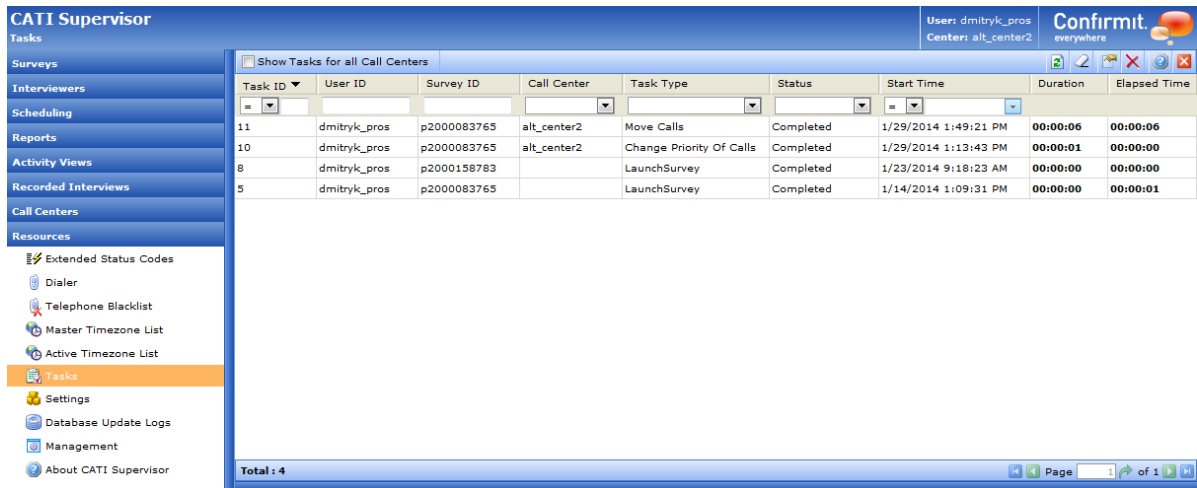 CATI Supervisor
Tasks
User: dmitryk_pros
Center: alt_center2
Confirmit.
everywhere
Surveys
Interviewers
Scheduling
Reports
Activity Views
Recorded Interviews
Call Centers
Resources
Extended Status Codes
Dialer
Telephone Blacklist
Master Timezone List
Active Timezone List
Tasks
Settings
Database Update Logs
Management
About CATI Supervisor
Show Tasks for all Call Centers
Task ID User ID Survey ID Call Center Task Type Status Start Time Duration Elapsed Time
= =
11 dmitryk_pros p2000083765 alt_center2 Move Calls Completed 1/29/2014 1:49:21 PM 00:00:06 00:00:06
10 dmitryk_pros p2000083765 alt_center2 Change Priority Of Calls Completed 1/29/2014 1:13:43 PM 00:00:01 00:00:00
8 dmitryk_pros p2000158783 LaunchSurvey Completed 1/23/2014 9:18:23 AM 00:00:00 00:00:00
5 dmitryk_pros p2000083765 LaunchSurvey Completed 1/14/2014 1:09:31 PM 00:00:00 00:00:01
Total : 4
Page 1 of 1